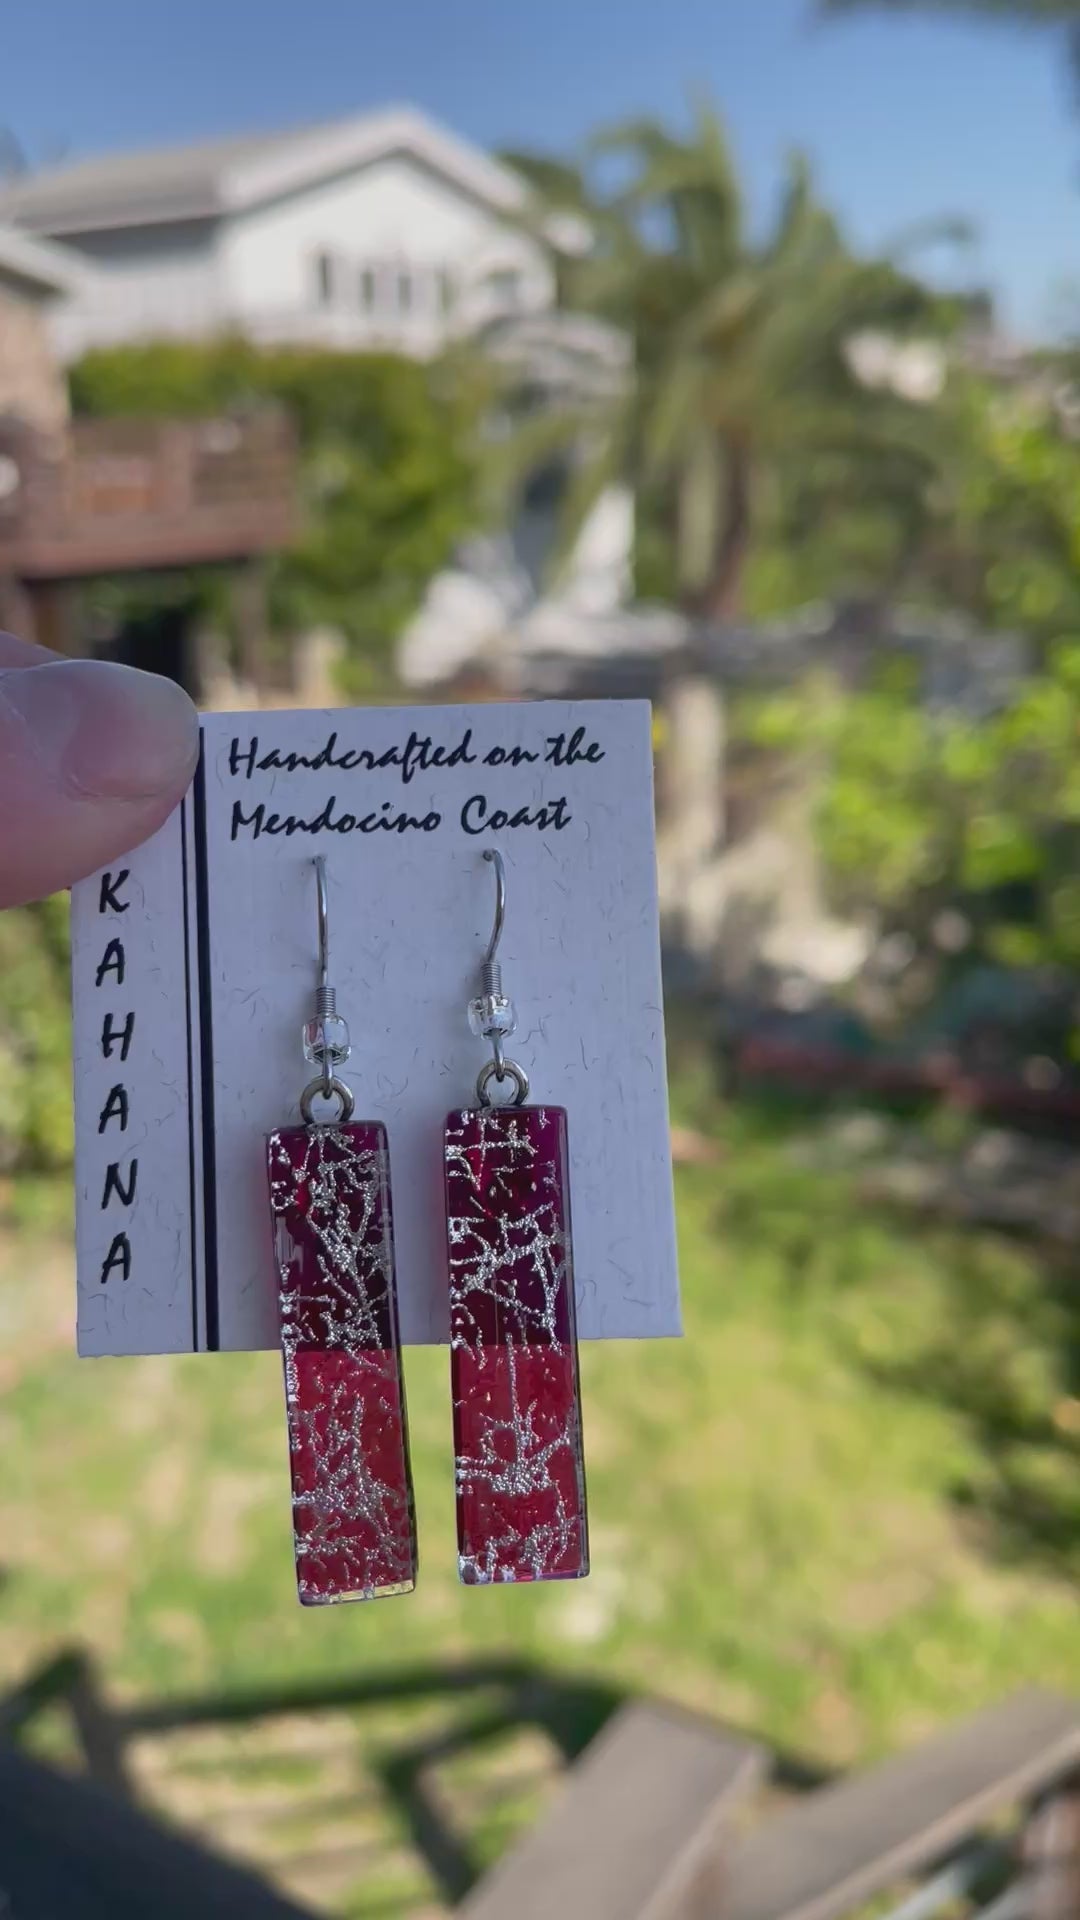 Handcrafted on the
Mendocino Coast
KAHANA